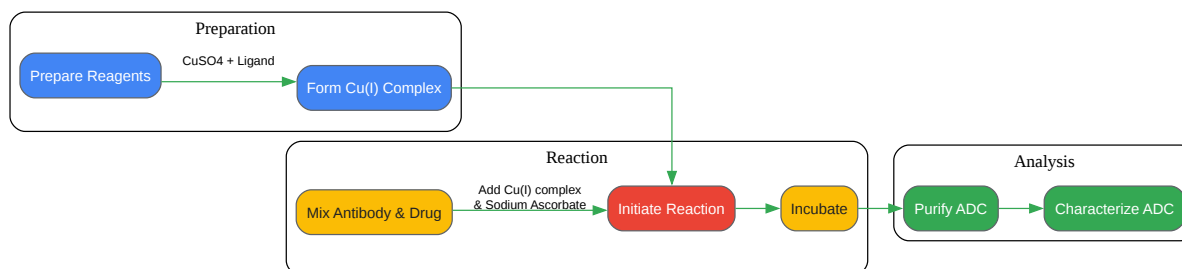 Preparation
Prepare Reagents
CuSO4 + Ligand
Form Cu(I) Complex
Reaction
Mix Antibody & Drug
Add Cu(I) complex
& Sodium Ascorbate
Initiate Reaction
Incubate
Analysis
Purify ADC
Characterize ADC